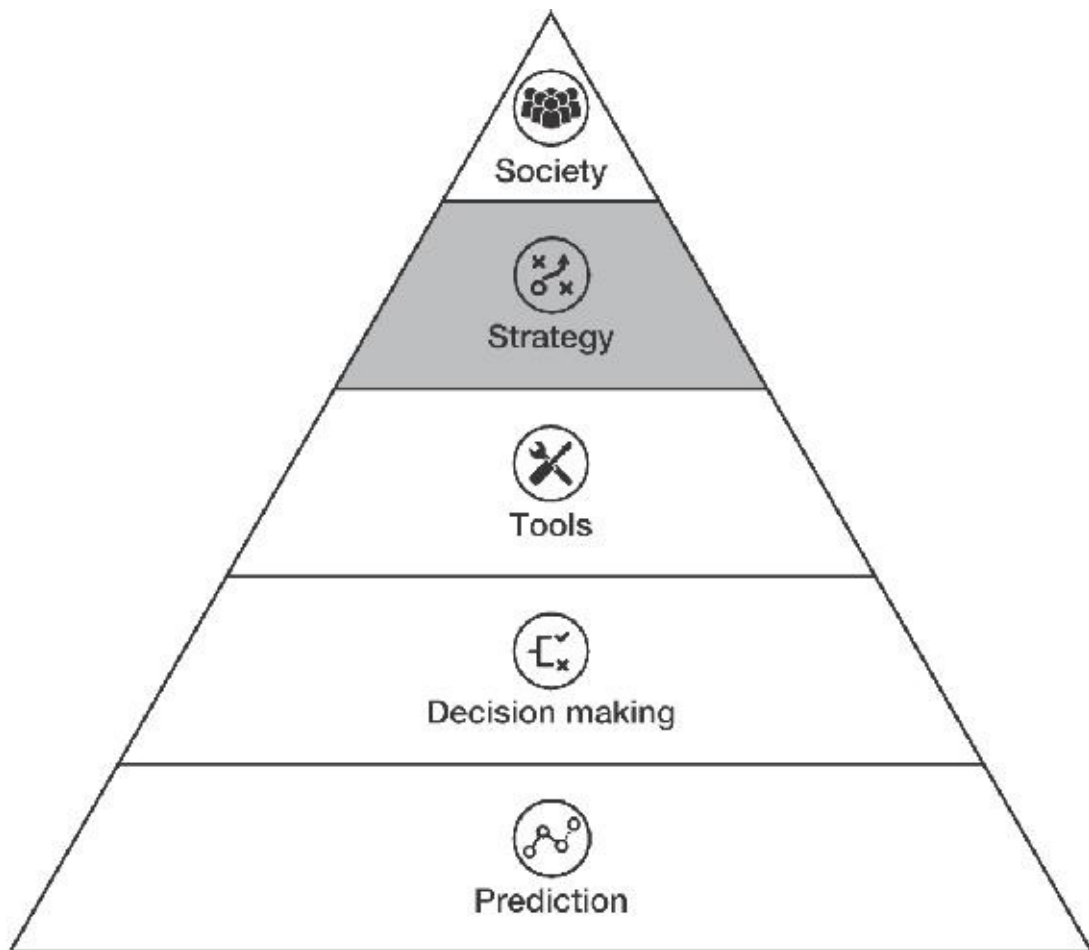 Society
Strategy
Tools
Decision making
Prediction